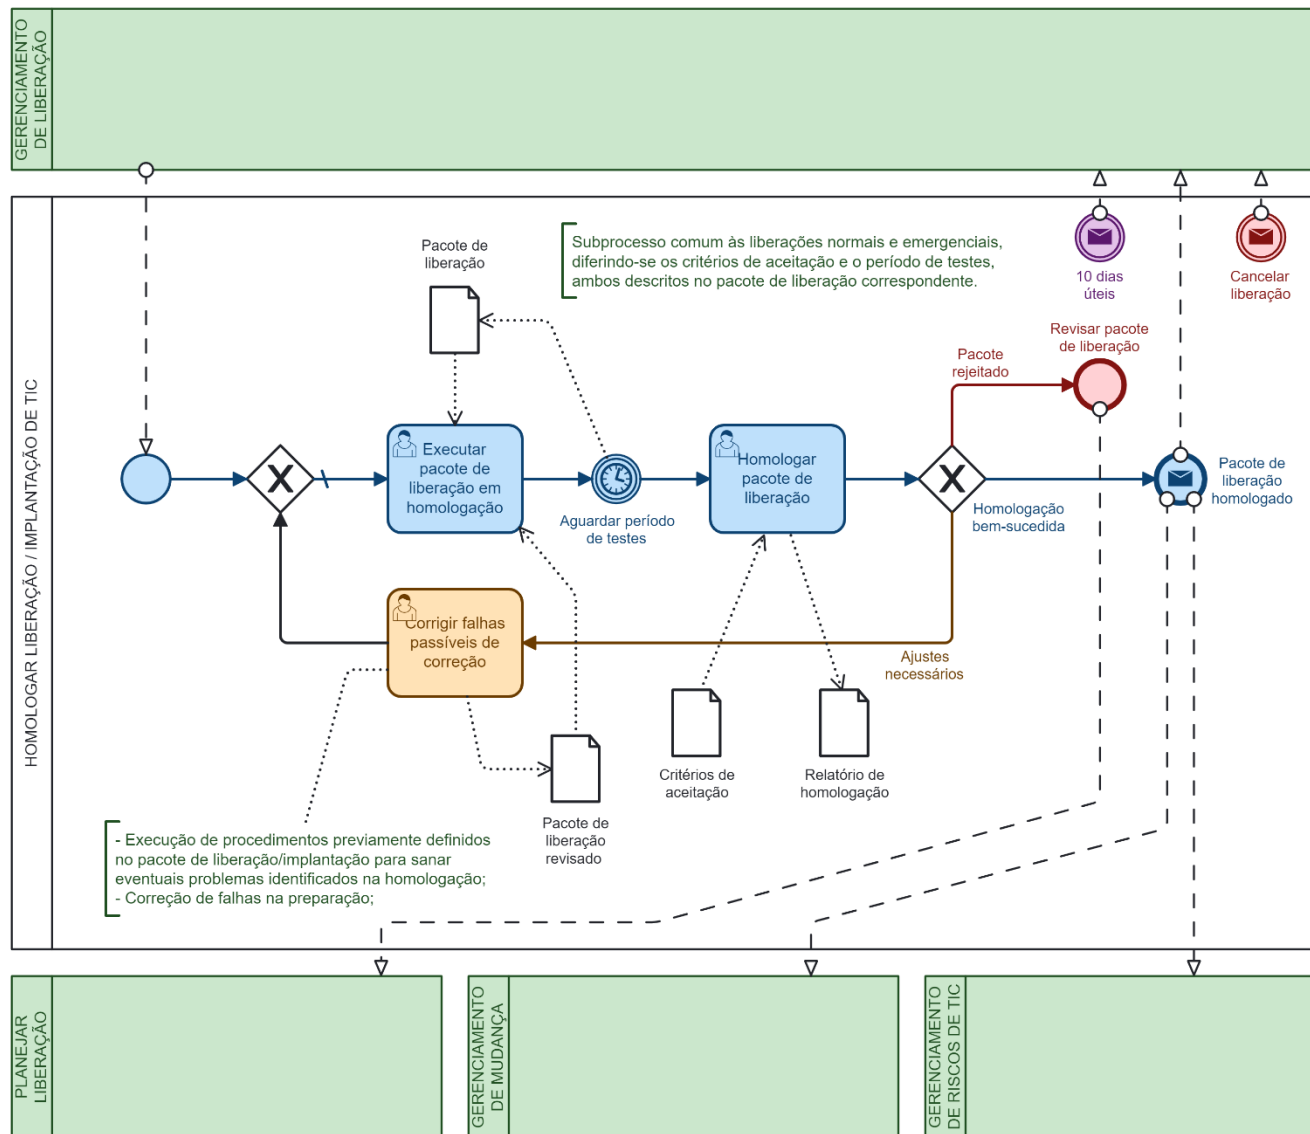 GERENCIAMENTO
DE LIBERAÇÃO
HOMOLOGAR LIBERAÇÃO / IMPLANTAÇÃO DE TIC
Pacote de
liberação
Subprocesso comum às liberações normais e emergenciais,
diferindo-se os critérios de aceitação e o período de testes,
ambos descritos no pacote de liberação correspondente.
10 dias
úteis
Cancelar
liberação
Revisar pacote
de liberação
Pacote
rejeitado
Executar
pacote de
liberação em
homologação
Aguardar período
de testes
Homologar
pacote de
liberação
Homologação
bem-sucedida
Pacote de
liberação
homologado
Corrigir falhas
passíveis de
correção
Ajustes
necessários
Pacote de
liberação
revisado
Critérios de
aceitação
Relatório de
homologação
- Execução de procedimentos previamente definidos
no pacote de liberação/implantação para sanar
eventuais problemas identificados na homologação;
- Correção de falhas na preparação;
PLANEJAR
LIBERAÇÃO
GERENCIAMENTO
DE MUDANÇA
GERENCIAMENTO
DE RISCOS DE TIC